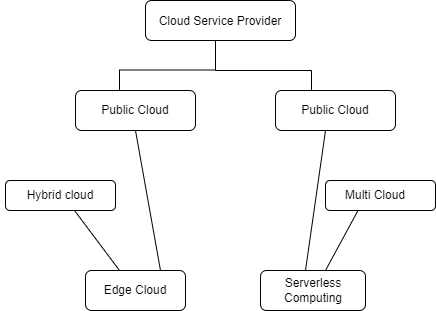 Cloud Service Provider
Public Cloud
Public Cloud
Hybrid cloud
Multi Cloud
Edge Cloud
Serverless
Computing